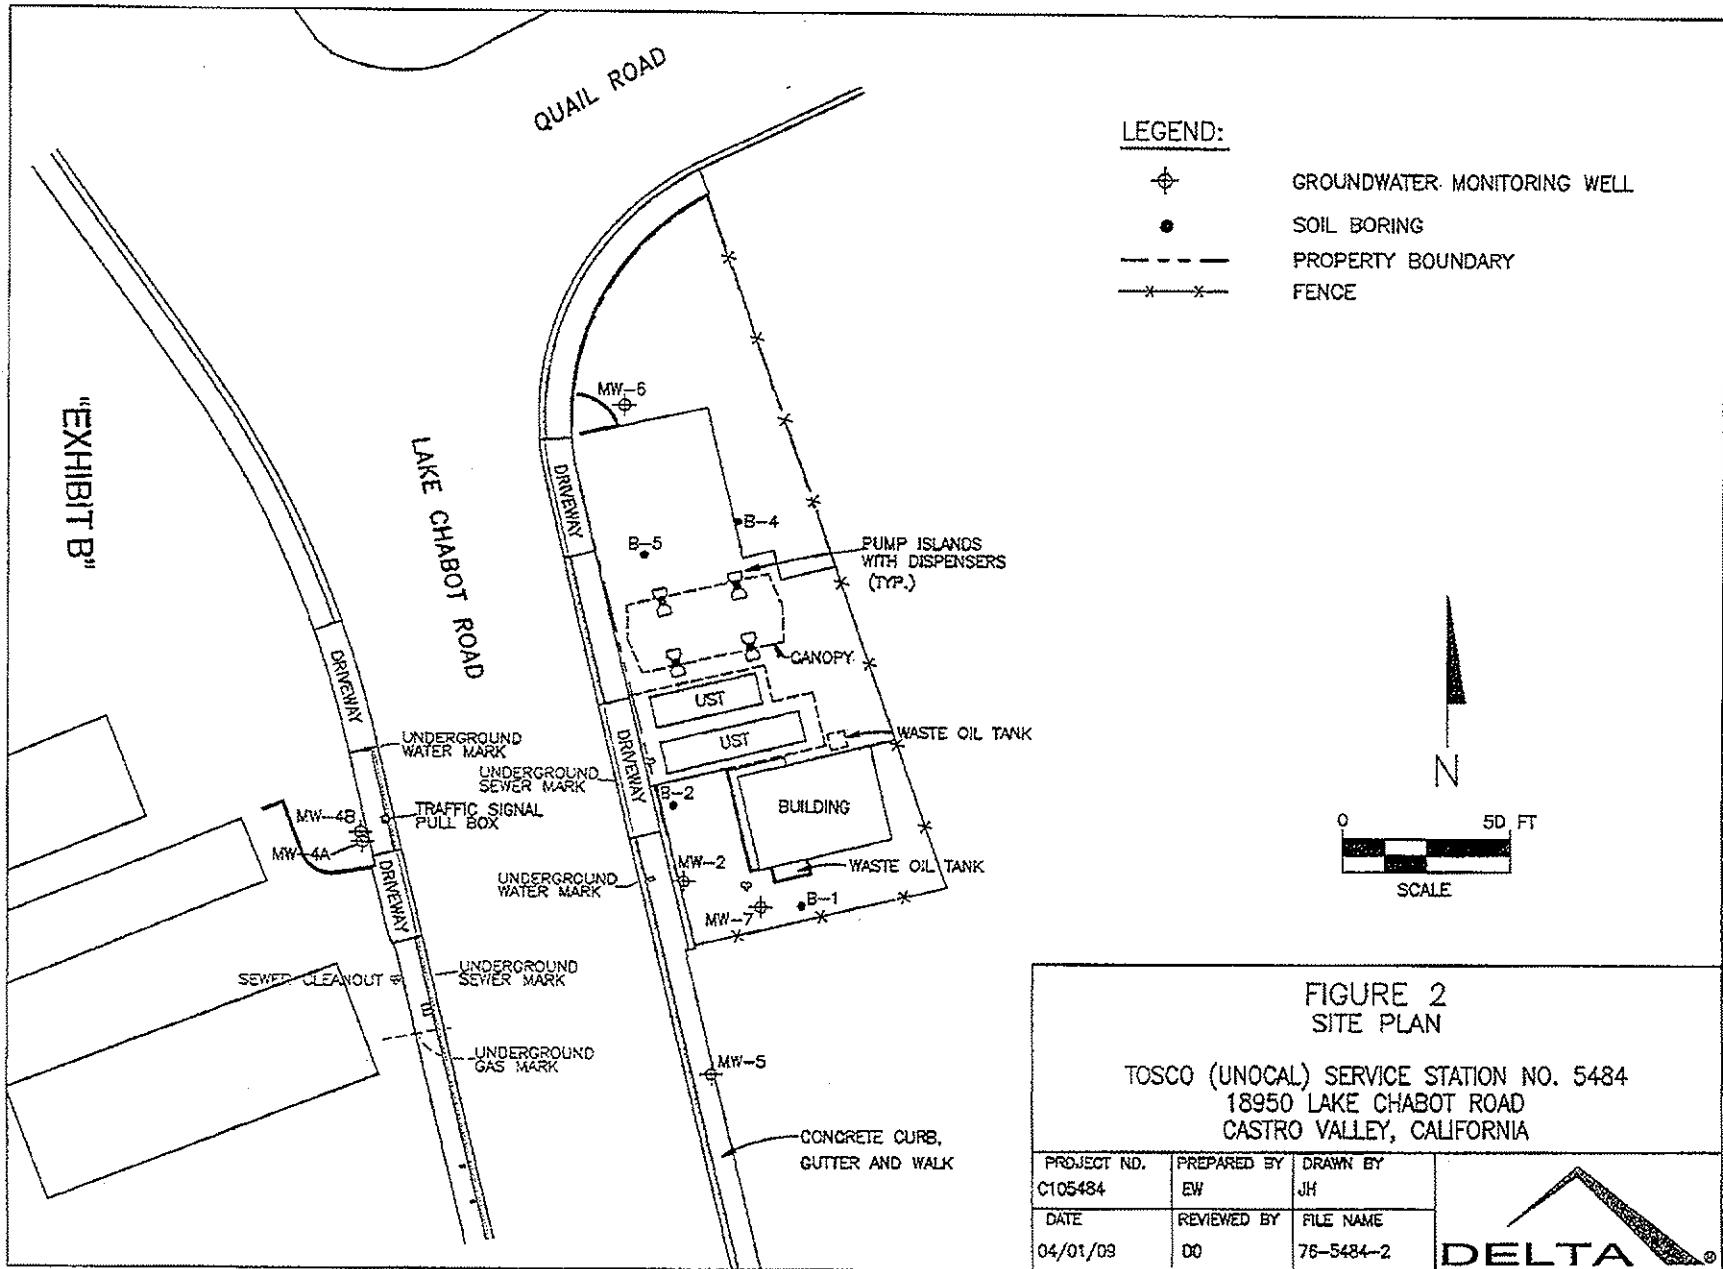 QUAIL ROAD
LEGEND:
GROUNDWATER MONITORING WELL
SOIL BORING
PROPERTY BOUNDARY
FENCE
"EXHIBIT B"
LAKE CHABOT ROAD
MW-6
DRIVEWAY
B-4
B-5
PUMP ISLANDS
WITH DISPENSERS
(TYP.)
CANOPY
UST
UST
WASTE OIL TANK
DRIVEWAY
DRIVEWAY
UNDERGROUND
WATER MARK
UNDERGROUND
SEWER MARK
B-2
BUILDING
TRAFFIC SIGNAL
PULL BOX
MW-4B
MW-4A
DRIVEWAY
MW-2
WASTE OIL TANK
UNDERGROUND
WATER MARK
MW-7
B-1
SEWER CLEANOUT
UNDERGROUND
SEWER MARK
UNDERGROUND
GAS MARK
MW-5
CONCRETE CURB,
GUTTER AND WALK
N
0 50 FT
SCALE
FIGURE 2
SITE PLAN
TOSCO (UNOCAL) SERVICE STATION NO. 5484
18950 LAKE CHABOT ROAD
CASTRO VALLEY, CALIFORNIA
PROJECT NO.
C105484
PREPARED BY
EW
DRAWN BY
JH
DATE
04/01/09
REVIEWED BY
DD
FILE NAME
76-5484-2
DELTA ®